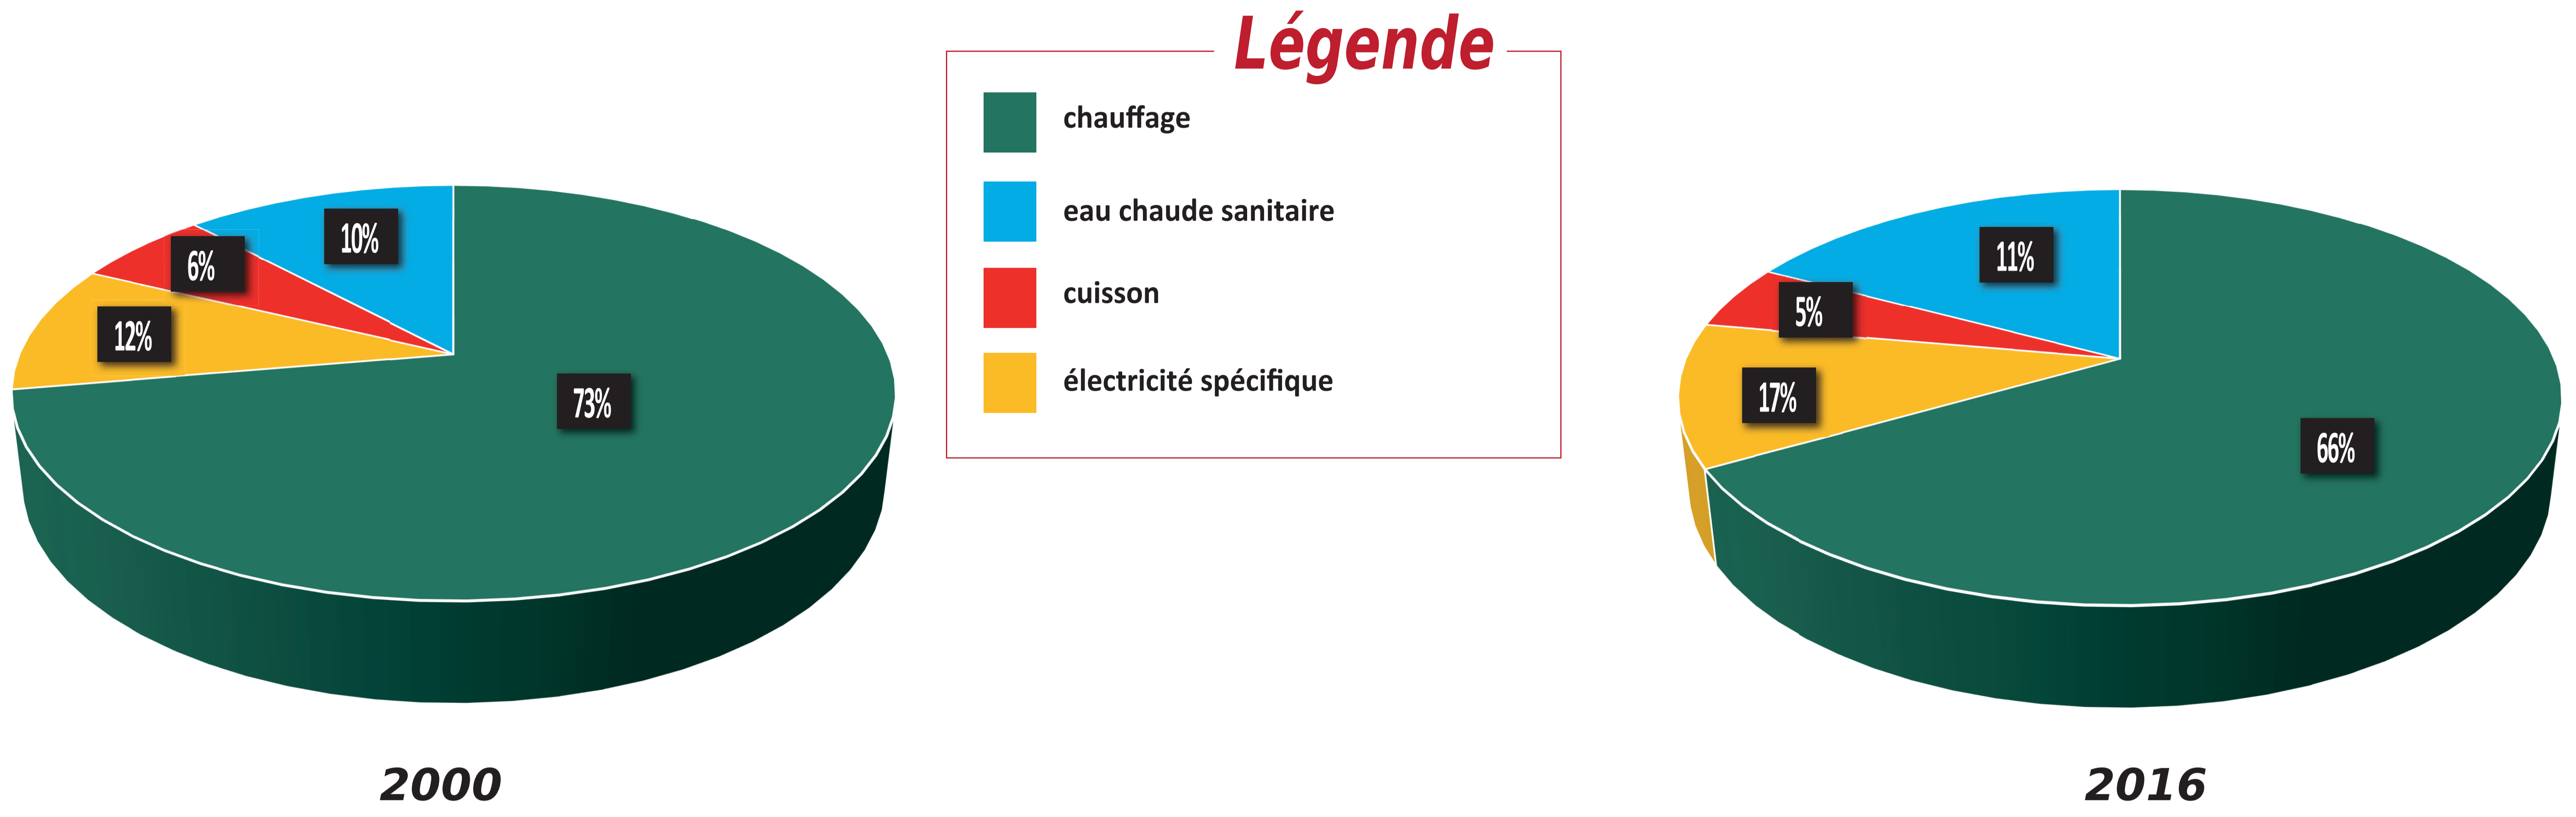 Légende
chauffage
eau chaude sanitaire
cuisson
électricité spécifique
10%
6%
12%
73%
2000
11%
5%
17%
66%
2016